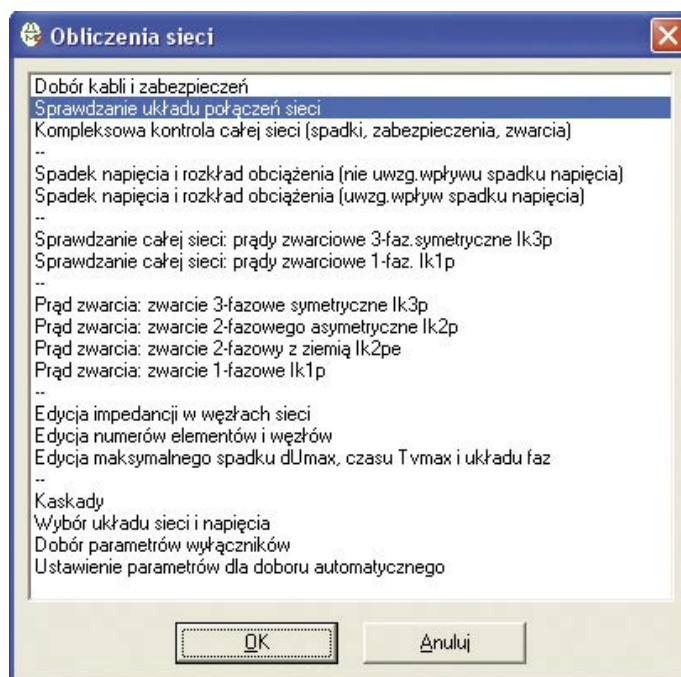 Obliczenia sieci
Dobór kabli i zabezpieczeń
Sprawdzanie układu połączeń sieci
Kompleksowa kontrola całej sieci (spadki, zabezpieczenia, zwarcia)
--
Spadek napięcia i rozkład obciążenia (nie uwzg.wpływu spadku napięcia)
Spadek napięcia i rozkład obciążenia (uwzg.wpływ spadku napięcia)
--
Sprawdzanie całej sieci: prądy zwarciowe 3-faz.symetryczne Ik3p
Sprawdzanie całej sieci: prądy zwarciowe 1-faz. Ik1p
--
Prąd zwarcia: zwarcie 3-fazowe symetryczne Ik3p
Prąd zwarcia: zwarcie 2-fazowego asymetryczne Ik2p
Prąd zwarcia: zwarcie 2-fazowy z ziemią Ik2pe
Prąd zwarcia: zwarcie 1-fazowe Ik1p
--
Edycja impedancji w węzłach sieci
Edycja numerów elementów i węzłów
Edycja maksymalnego spadku dUmax, czasu Tvmax i układu faz
--
Kaskady
Wybór układu sieci i napięcia
Dobór parametrów wyłączników
Ustawienie parametrów dla doboru automatycznego
OK Anuluj